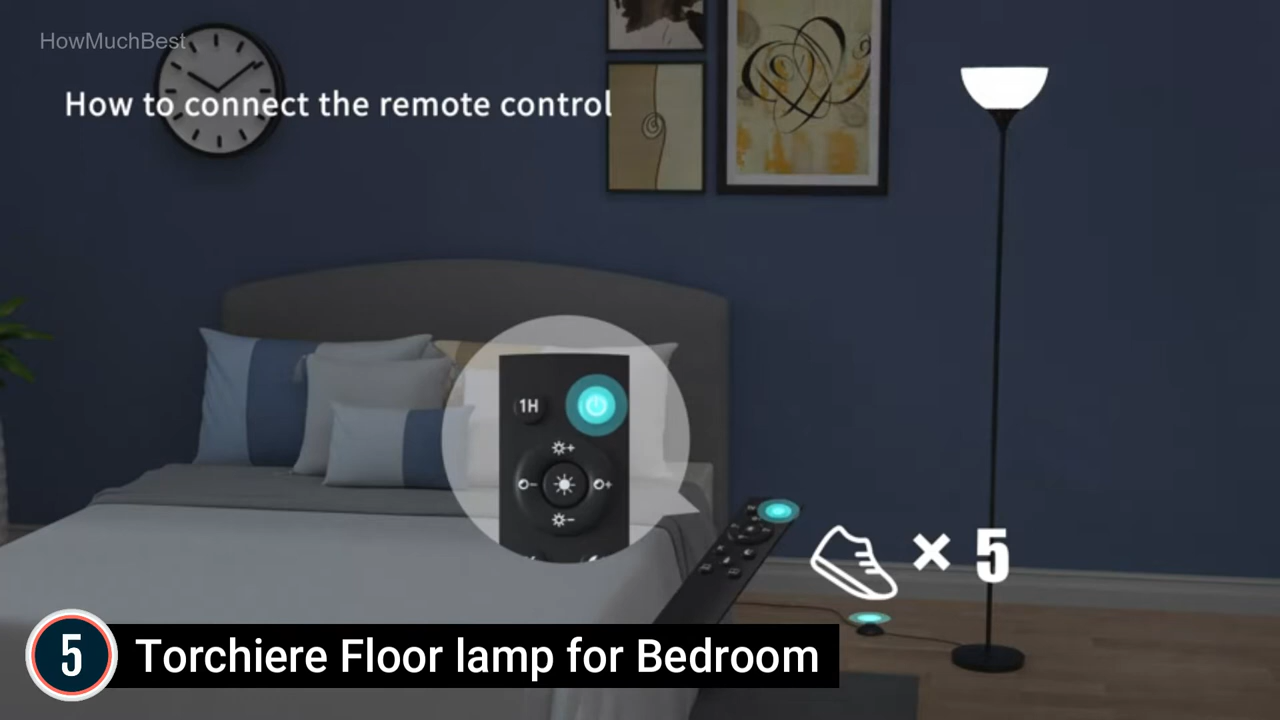 HowMuchBest
How to connect the remote control
1H
× 5
5 Torchiere Floor lamp for Bedroom